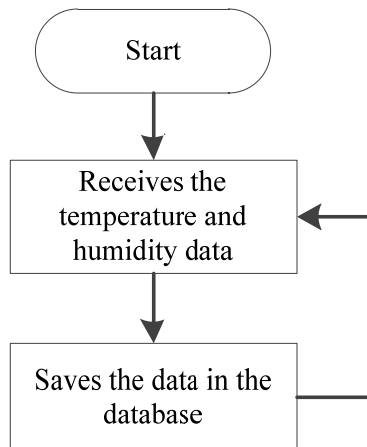 Start
Receives the
temperature and
humidity data
Saves the data in the
database